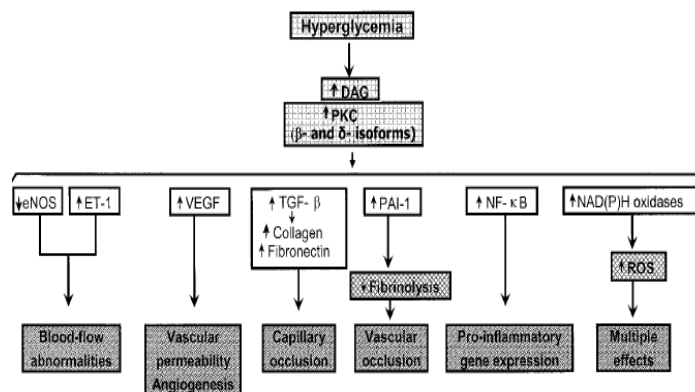 Hyperglycemia
↑DAG
↑PKC
(β- and δ- isoforms)
↓eNOS
↑ET-1
↑VEGF
↑TGF- β
↓
↑Collagen
↑Fibronectin
↑PAI-1
↑NF- κB
↑NAD(P)H oxidases
▾Fibrinolysis
↑ROS
Blood-flow
abnormalities
Vascular
permeability
Angiogenesis
Capillary
occlusion
Vascular
occlusion
Pro-inflammatory
gene expression
Multiple
effects